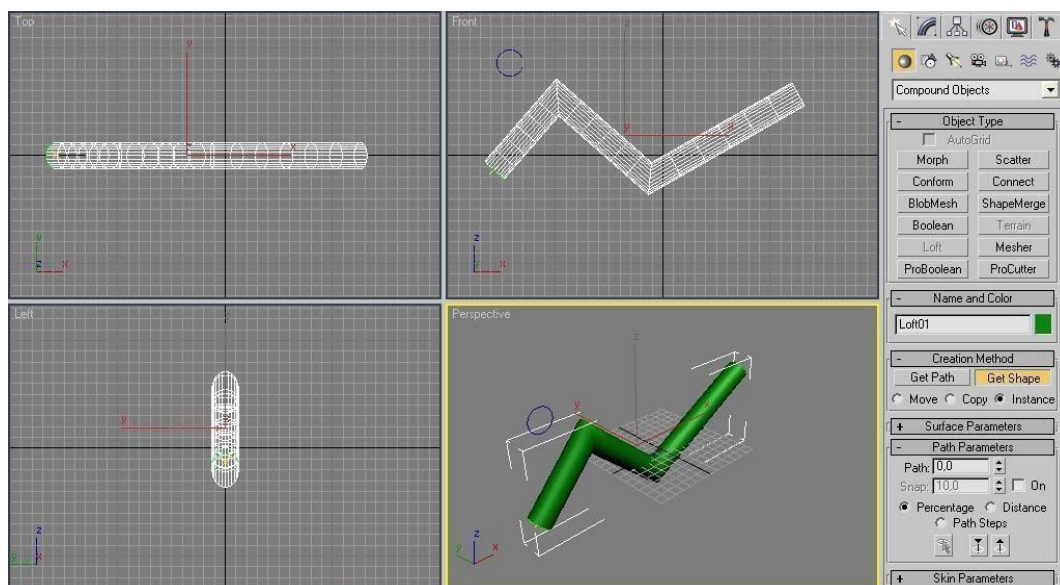 Top
Front
Left
Perspective
Compound Objects
- Object Type
AutoGrid
Morph Scatter
Conform Connect
BlobMesh ShapeMerge
Boolean Terrain
Loft Mesher
ProBoolean ProCutter
- Name and Color
Loft01
- Creation Method
Get Path Get Shape
Move Copy Instance
+ Surface Parameters
- Path Parameters
Path: 0,0
Snap: 10,0 On
Percentage Distance
Path Steps
+ Skin Parameters